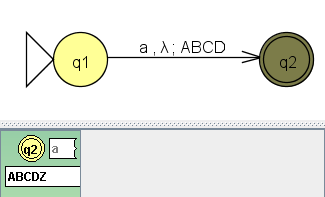 q1
a , λ ; ABCD
q2
q2
a
ABCDZ